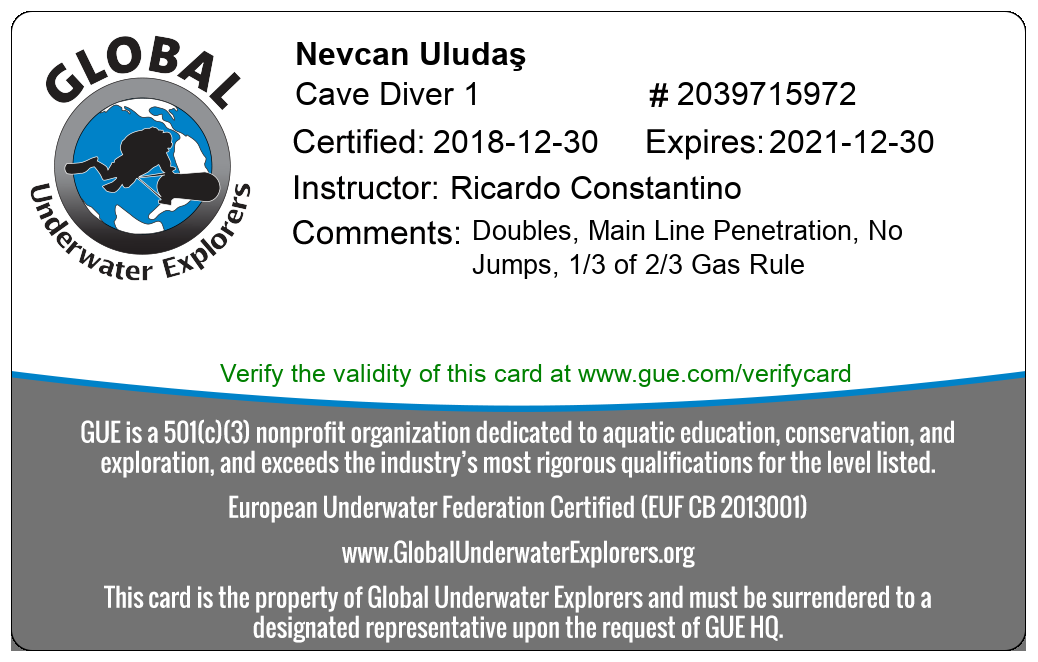 GLOBAL
Underwater Explorers
Nevcan Uludaş
Cave Diver 1 # 2039715972
Certified: 2018-12-30 Expires: 2021-12-30
Instructor: Ricardo Constantino
Comments: Doubles, Main Line Penetration, No
Jumps, 1/3 of 2/3 Gas Rule
Verify the validity of this card at www.gue.com/verifycard
GUE is a 501(c)(3) nonprofit organization dedicated to aquatic education, conservation, and
exploration, and exceeds the industry's most rigorous qualifications for the level listed.
European Underwater Federation Certified (EUF CB 2013001)
www.GlobalUnderwaterExplorers.org
This card is the property of Global Underwater Explorers and must be surrendered to a
designated representative upon the request of GUE HQ.